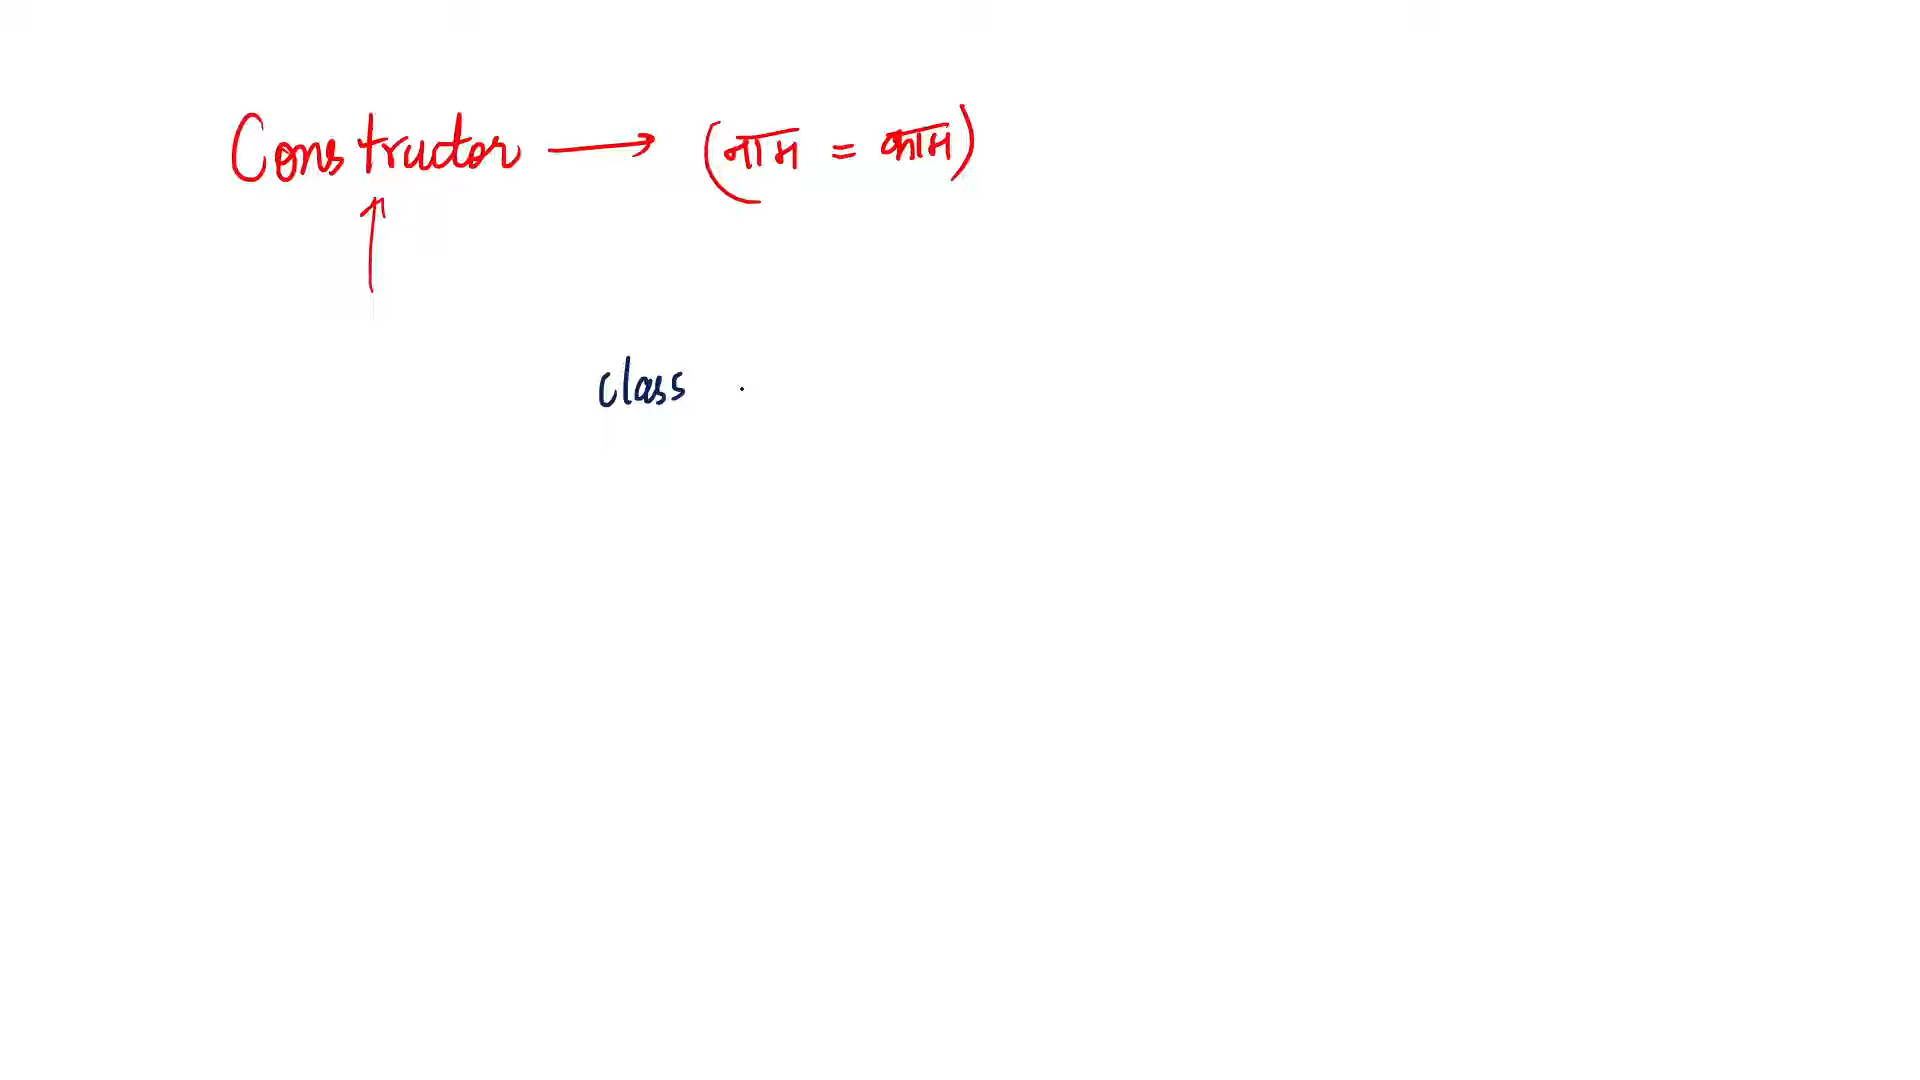 Constructor → (नाम = काम)
class